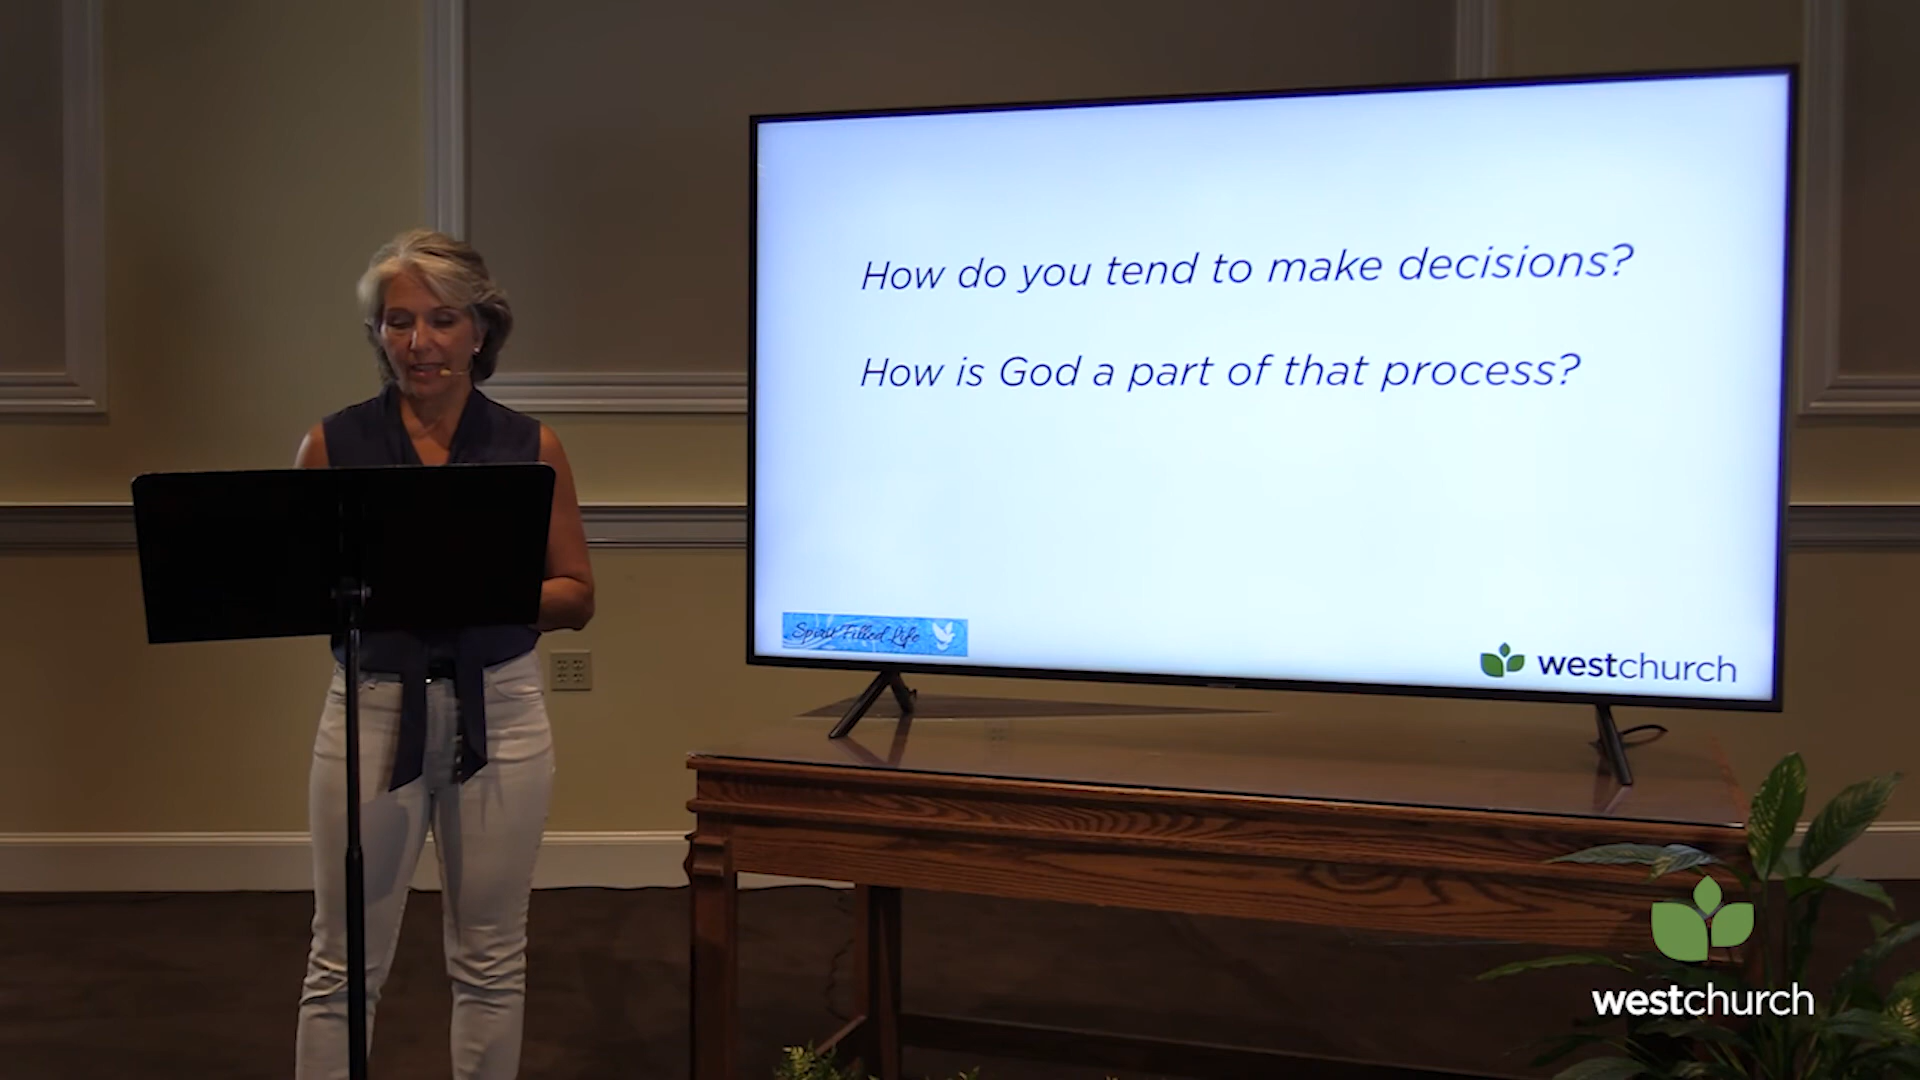 How do you tend to make decisions?
How is God a part of that process?
Spirit Filled Life
westchurch
westchurch